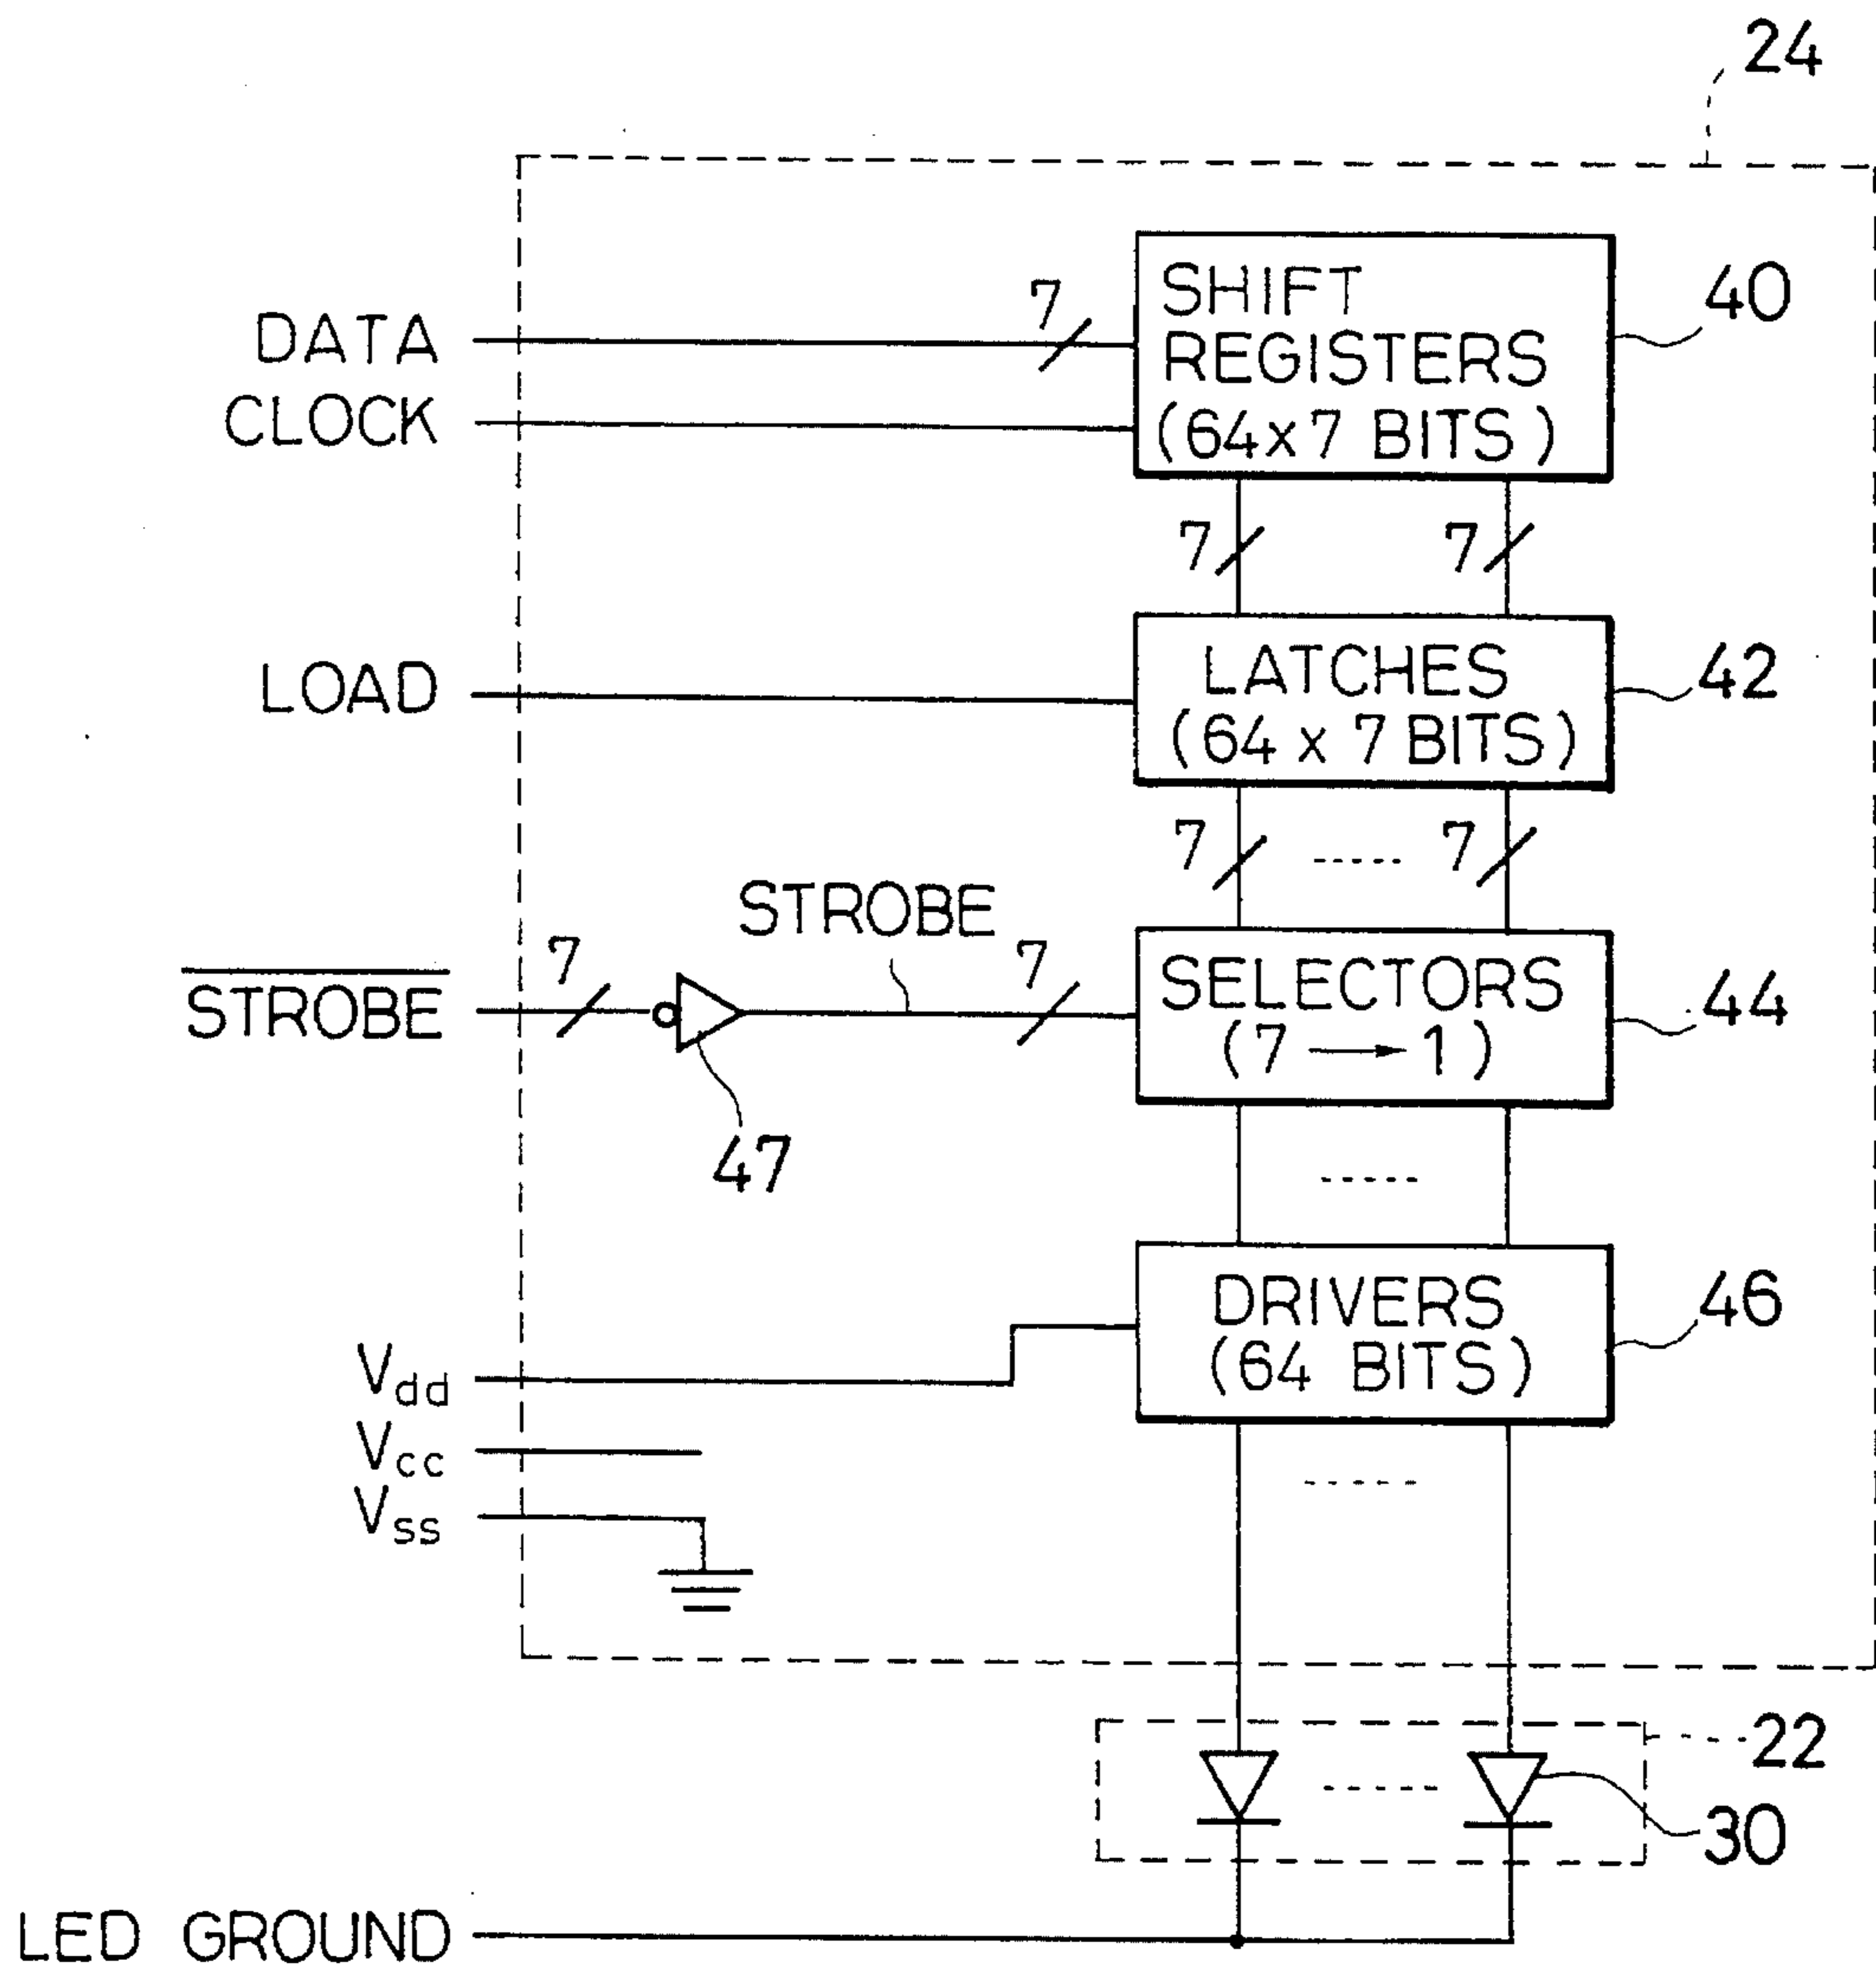 24
SHIFT
REGISTERS
(64x7 BITS)
40
7
DATA
CLOCK
7
7
LATCHES
(64 x 7 BITS)
42
LOAD
7
7
STROBE
7
7
STROBE
SELECTORS
(7 → 1)
44
47
DRIVERS
(64 BITS)
46
Vdd
Vcc
Vss
22
30
LED GROUND